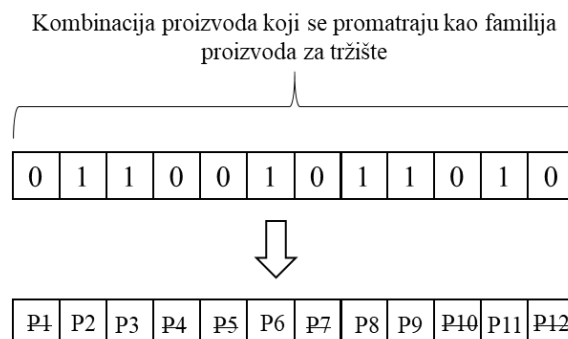 Kombinacija proizvoda koji se promatraju kao familija
proizvoda za tržište
0 1 1 0 0 1 0 1 1 0 1 0
P1 P2 P3 P4 P5 P6 P7 P8 P9 P10 P11 P12